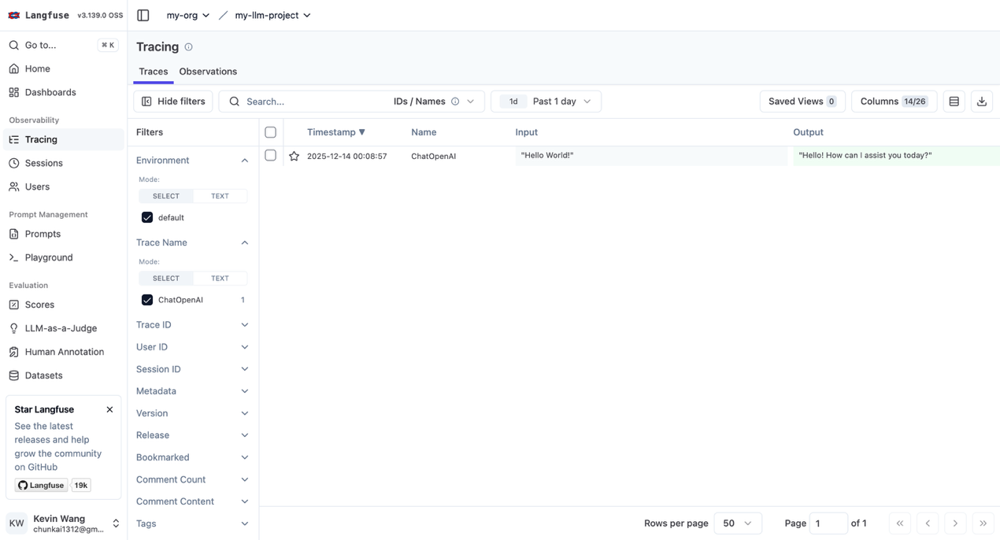 Langfuse v3.139.0 OSS
my-org / my-llm-project
Go to... ⌘ K
Home
Dashboards
Observability
Tracing
Sessions
Users
Prompt Management
Prompts
Playground
Evaluation
Scores
LLM-as-a-Judge
Human Annotation
Datasets
Star Langfuse
See the latest
releases and help
grow the community
on GitHub
Langfuse 19k
KW
Kevin Wang
chunkai1312@gm...
Tracing
Traces Observations
Hide filters Search... IDs / Names 1d Past 1 day Saved Views 0 Columns 14/26
Filters
Environment
Mode:
SELECT TEXT
default
Trace Name
Mode:
SELECT TEXT
ChatOpenAI 1
Trace ID
User ID
Session ID
Metadata
Version
Release
Bookmarked
Comment Count
Comment Content
Tags
Timestamp ▼ Name Input Output
2025-12-14 00:08:57 ChatOpenAI "Hello World!" "Hello! How can I assist you today?"
Rows per page 50 Page 1 of 1